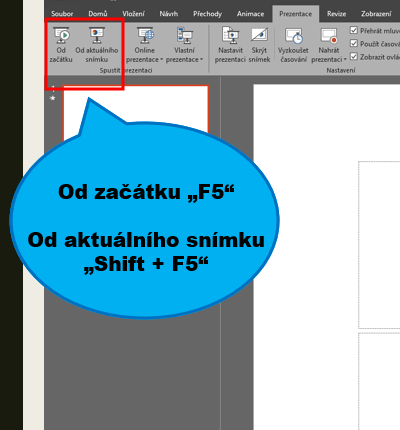 Soubor Domů Vložení Návrh Přechody Animace Prezentace Revize Zobrazení
Od začátku
Od aktuálního snímku
Online prezentace
Vlastní prezentace
Spustit prezentaci
Nastavit prezentaci
Skrýt snímek
Vyzkoušet časování
Nahrát prezentaci
Přehrát mluv
Použít časová
Zobrazit ovlá
Nastavení
Od začátku „F5“
Od aktuálního snímku
„Shift + F5“